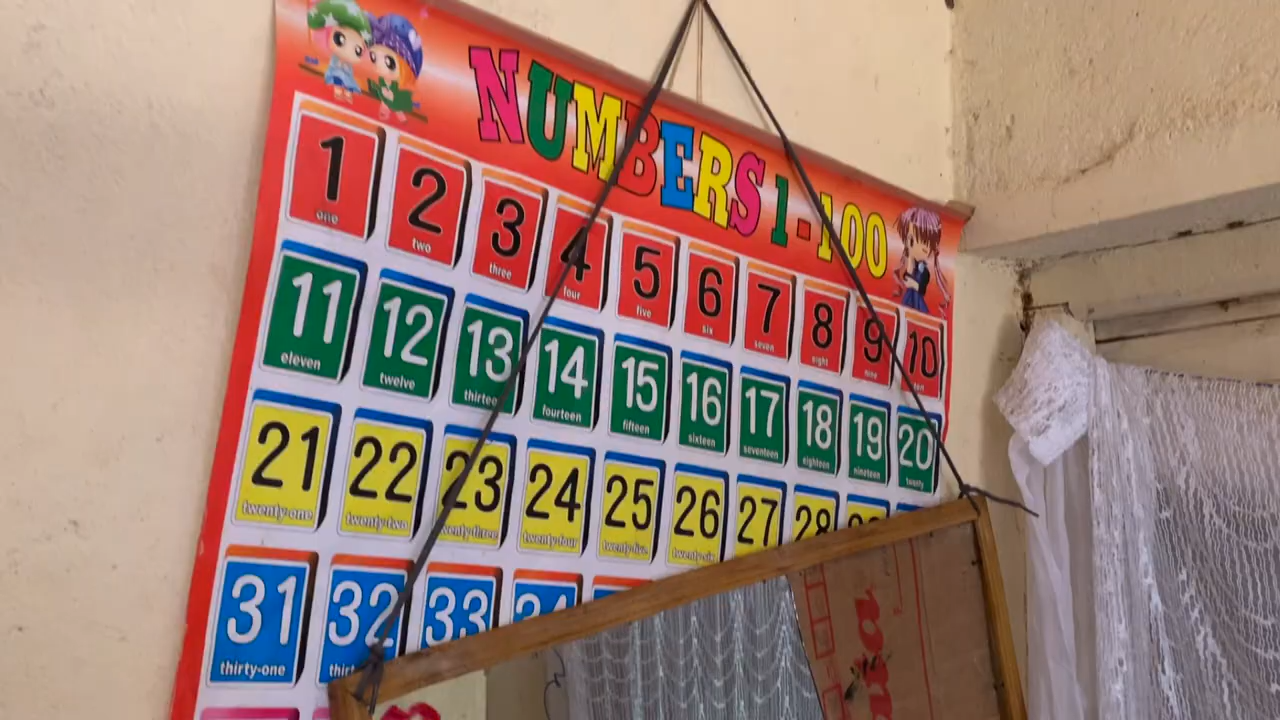 NUMBERS 1-100
1 2 3 4 5 6 7 8 9 10
one two three four five six seven eight nine
11 12 13 14 15 16 17 18 19 20
eleven twelve thirteen fourteen fifteen sixteen seventeen eighteen nineteen twenty
21 22 23 24 25 26 27 28
twenty-one twenty-two twenty-three twenty-four twenty-five twenty-six
31 32 33 34
thirty-one